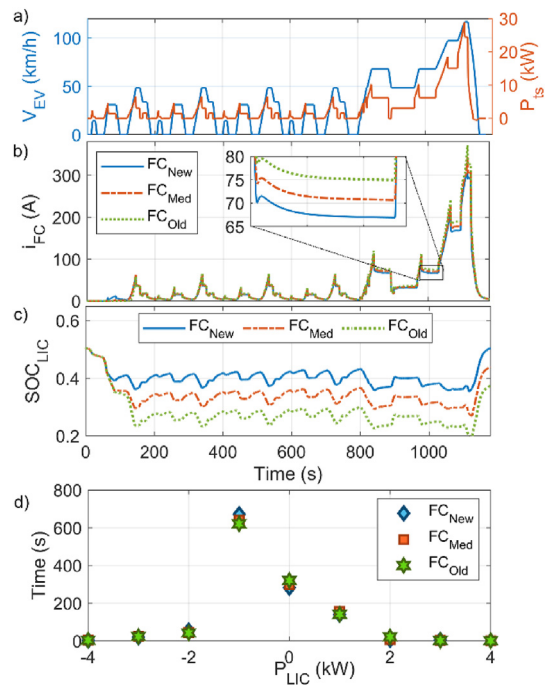 a)
100
50
0
V_EV (km/h)
30
20
10
0
P_ts (kW)
b)
300
200
100
0
i_FC (A)
FC_New
FC_Med
FC_Old
80
75
70
65
c)
0.6
0.4
0.2
SOC_LIC
FC_New FC_Med FC_Old
0 200 400 600 800 1000
Time (s)
d)
800
600
400
200
0
Time (s)
FC_New
FC_Med
FC_Old
-4 -2 0 2 4
P_LIC (kW)